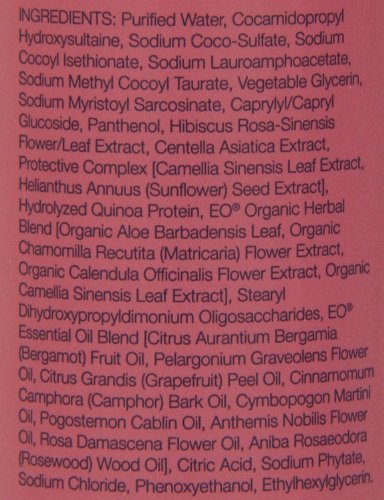 INGREDIENTS: Purified Water, Cocamidopropyl
Hydroxysultaine, Sodium Coco-Sulfate, Sodium
Cocoyl Isethionate, Sodium Lauroamphoacetate,
Sodium Methyl Cocoyl Taurate, Vegetable Glycerin,
Sodium Myristoyl Sarcosinate, Caprylyl/Capryl
Glucoside, Panthenol, Hibiscus Rosa-Sinensis
Flower/Leaf Extract, Centella Asiatica Extract,
Protective Complex [Camellia Sinensis Leaf Extract,
Helianthus Annuus (Sunflower) Seed Extract],
Hydrolyzed Quinoa Protein, EO® Organic Herbal
Blend [Organic Aloe Barbadensis Leaf, Organic
Chamomilla Recutita (Matricaria) Flower Extract,
Organic Calendula Officinalis Flower Extract, Organic
Camellia Sinensis Leaf Extract], Stearyl
Dihydroxypropyldimonium Oligosaccharides, EO®
Essential Oil Blend [Citrus Aurantium Bergamia
(Bergamot) Fruit Oil, Pelargonium Graveolens Flower
Oil, Citrus Grandis (Grapefruit) Peel Oil, Cinnamomum
Camphora (Camphor) Bark Oil, Cymbopogon Martini
Oil, Pogostemon Cablin Oil, Anthemis Nobilis Flower
Oil, Rosa Damascena Flower Oil, Aniba Rosaeodora
(Rosewood) Wood Oil], Citric Acid, Sodium Phytate,
Sodium Chloride, Phenoxyethanol, Ethylhexylglycerin.